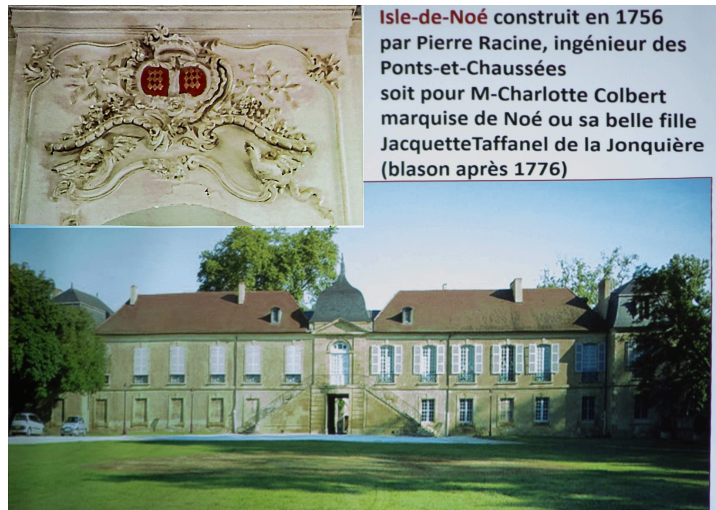 Isle-de-Noé construit en 1756
par Pierre Racine, ingénieur des
Ponts-et-Chaussées
soit pour M-Charlotte Colbert
marquise de Noé ou sa belle fille
JacquetteTaffanel de la Jonquière
(blason après 1776)